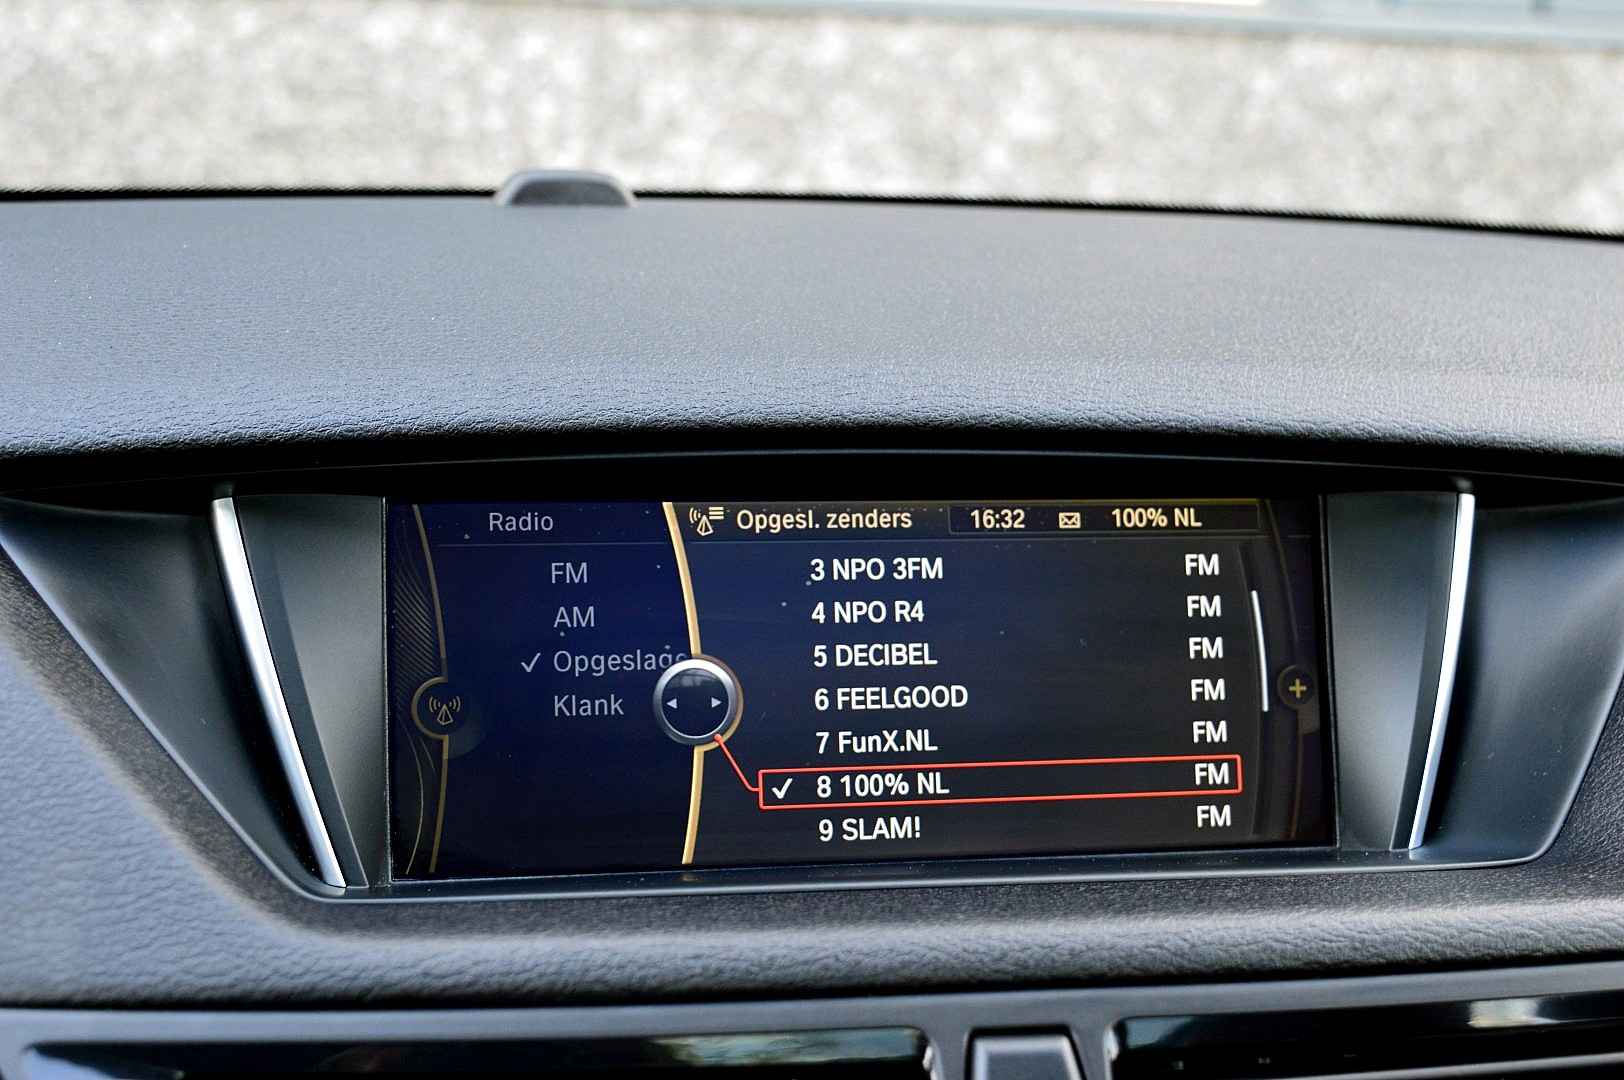 Radio
FM
AM
✓ Opgeslage
Klank
Opgesl. zenders 16:32 100% NL
3 NPO 3FM FM
4 NPO R4 FM
5 DECIBEL FM
6 FEELGOOD FM
7 FunX.NL FM
✓ 8 100% NL FM
9 SLAM! FM